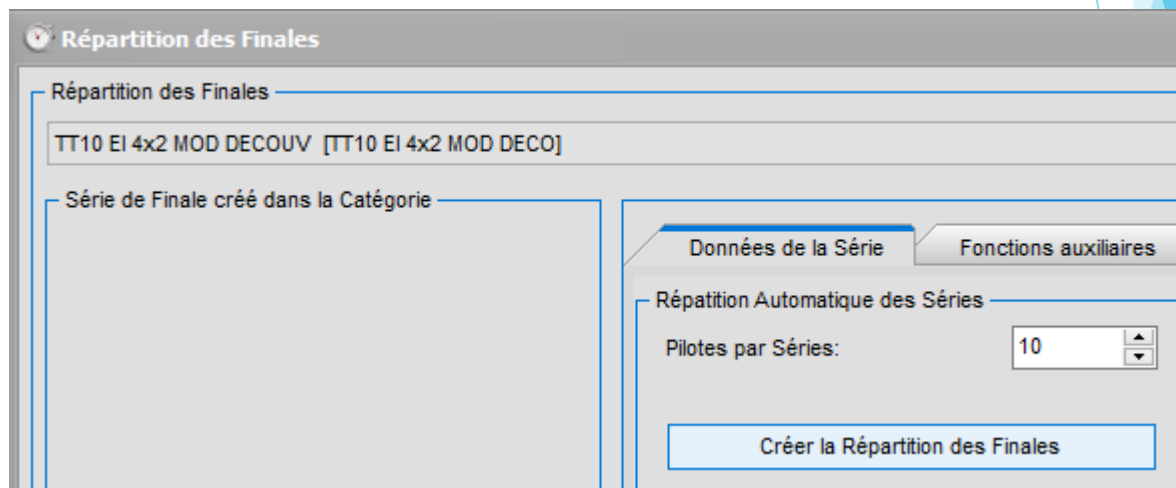 Répartition des Finales
Répartition des Finales
TT10 El 4x2 MOD DECOUV [TT10 El 4x2 MOD DECO]
Série de Finale créé dans la Catégorie
Données de la Série
Fonctions auxiliaires
Répatition Automatique des Séries
Pilotes par Séries: 10
Créer la Répartition des Finales